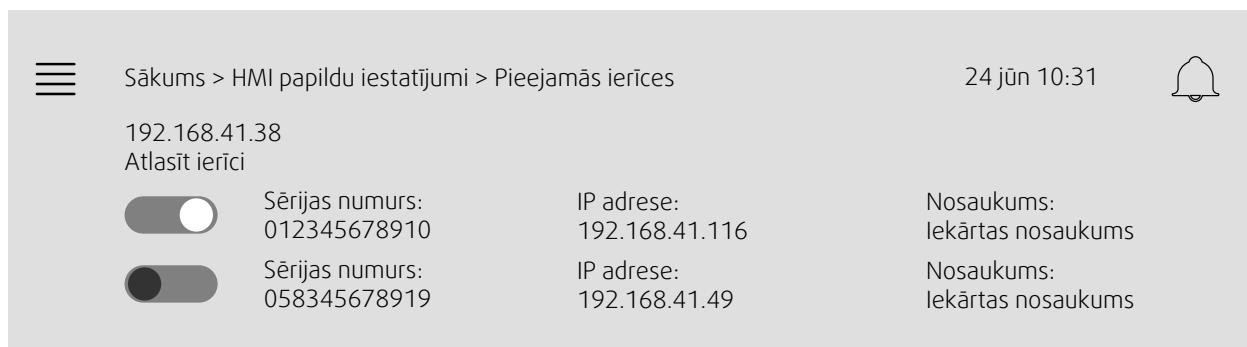 Sākums > HMI papildu iestatījumi > Pieejamās ierīces
24 jūn 10:31
192.168.41.38
Atlasīt ierīci
Sērijas numurs:
012345678910
IP adrese:
192.168.41.116
Nosaukums:
Iekārtas nosaukums
Sērijas numurs:
058345678919
IP adrese:
192.168.41.49
Nosaukums:
Iekārtas nosaukums